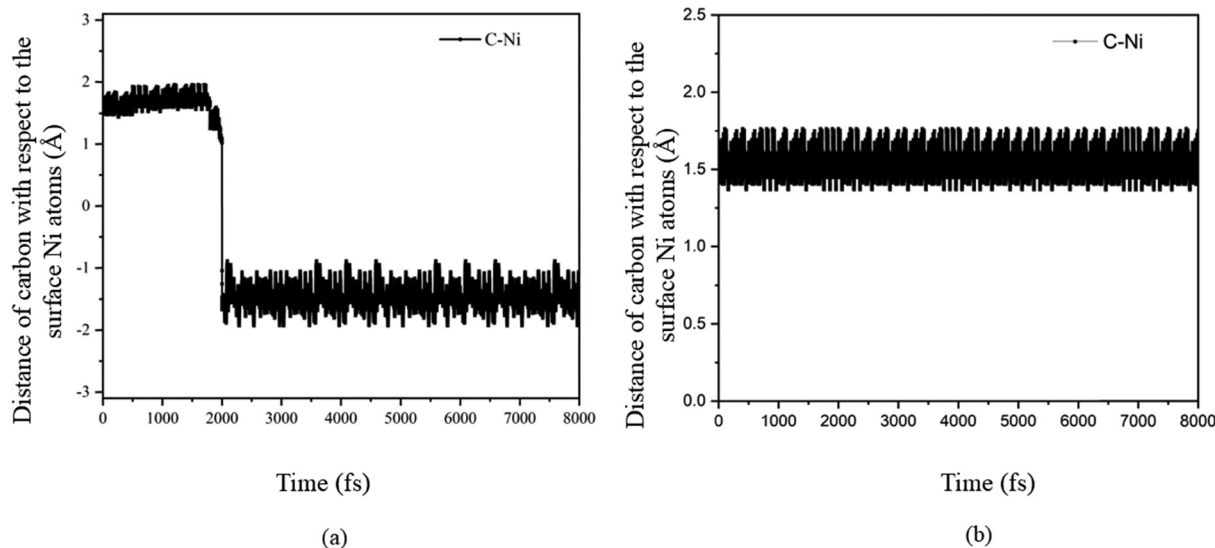 Distance of carbon with respect to the
surface Ni atoms (Å)
3
2
1
0
-1
-2
-3
C-Ni
0 1000 2000 3000 4000 5000 6000 7000 8000
Time (fs)
(a)
Distance of carbon with respect to the
surface Ni atoms (Å)
2.5
2.0
1.5
1.0
0.5
0.0
C-Ni
0 1000 2000 3000 4000 5000 6000 7000 8000
Time (fs)
(b)